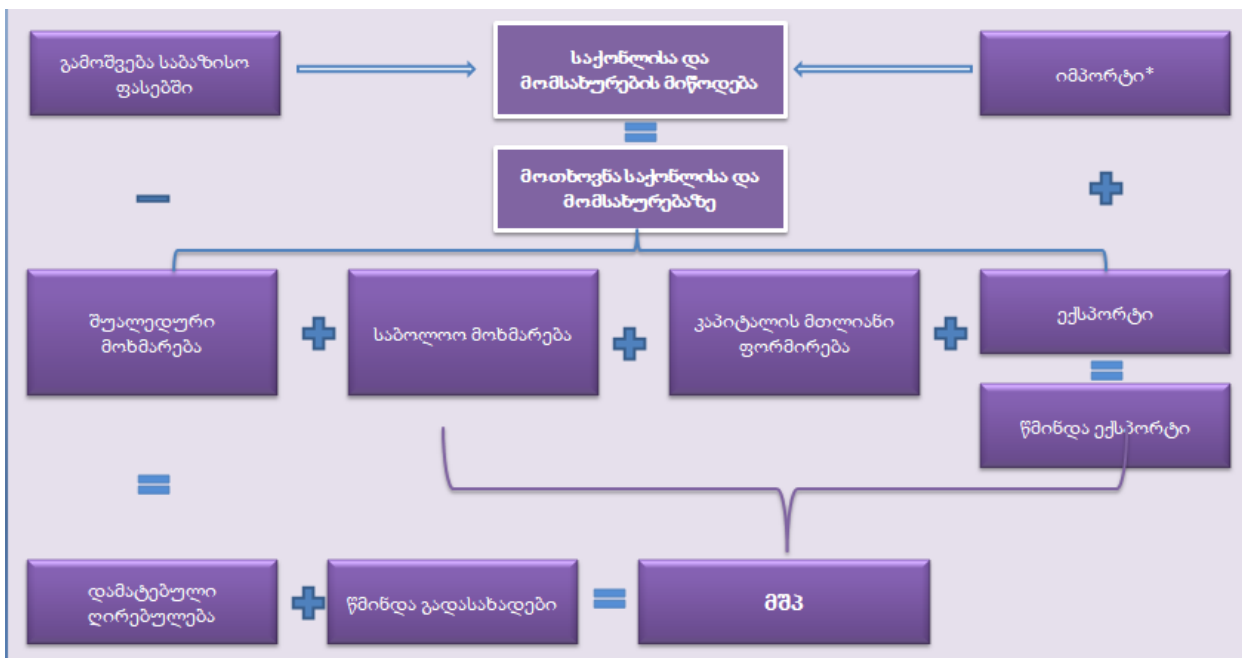 გამოშვება საბაზისო
ფასებში
საქონლისა და
მომსახურების მიწოდება
იმპორტი*
=
მოთხოვნა საქონლისა და
მომსახურებაზე
−
+
შუალედური
მოხმარება
+
საბოლოო მოხმარება
+
კაპიტალის მთლიანი
ფორმირება
+
ექსპორტი
=
წმინდა ექსპორტი
=
დამატებული
ღირებულება
+
წმინდა გადასახადები
=
მშპ